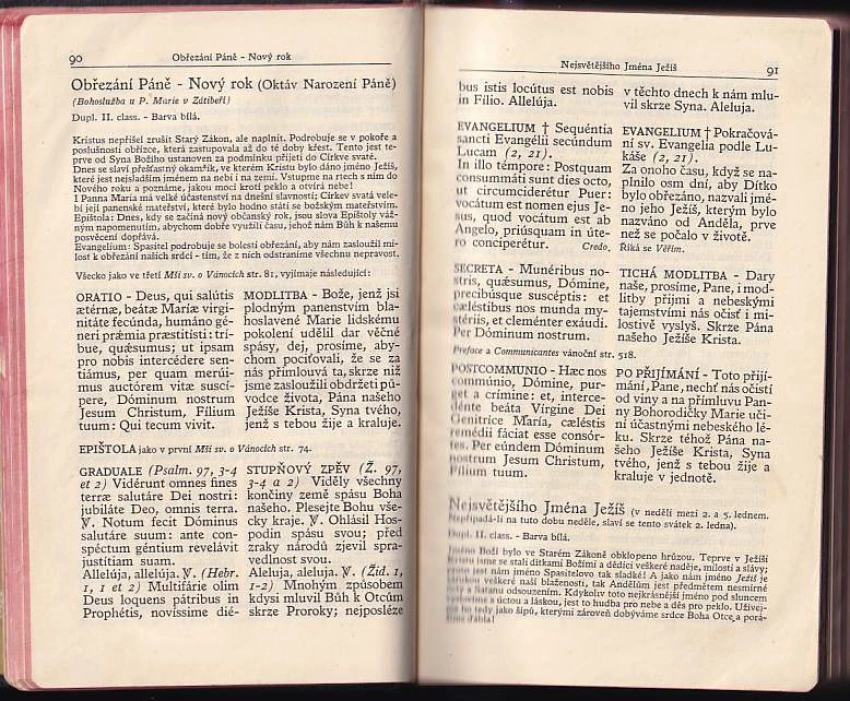 90
Obřezání Páně - Nový rok
Obřezání Páně - Nový rok (Oktáv Narození Páně)
(Bohoslužba u P. Marie v Zátibeří)
Dupl. II. class. - Barva bílá.
Kristus nepřišel zrušit Starý Zákon, ale naplnit. Podrobuje se v pokoře a
poslušnosti obřízce, která zastupovala až do té doby křest. Tento jest te-
prve od Syna Božího ustanoven za podmínku přijetí do Církve svaté.
Dnes se slaví přešťastný okamžik, ve kterém Kristu bylo dáno jméno Ježíš,
které jest nejsladším jménem na nebi i na zemi. Vstupme na rtech s ním do
Nového roku a poznáme, jakou mocí krotí peklo a otvírá nebe!
I Panna Maria má velké účastenství na dnešní slavnosti; Církev svatá vele-
bí její panenské mateřství, které bylo hodno státi se božským mateřstvím.
Epištola: Dnes, kdy se začíná nový občanský rok, jsou slova Epištoly váž-
ným napomenutím, abychom dobře využili času, jehož nám Bůh k našemu
posvěcení dopřává.
Evangelium: Spasitel podrobuje se bolesti obřezání, aby nám zasloužil mi-
lost k obřezání našich srdcí - tím, že z nich odstraníme všechnu nepravost.
Všecko jako ve třetí Mši sv. o Vánocích str. 81, vyjímaje následující:
ORATIO - Deus, qui salútis
ætérnæ, beátæ Maríæ virgi-
nitáte fecúnda, humáno gé-
neri præmia præstitísti: trí-
bue, quǽsumus; ut ipsam
pro nobis intercédere sen-
tiámus, per quam merúi-
mus auctórem vitæ suscí-
pere, Dóminum nostrum
Jesum Christum, Fílium
tuum: Qui tecum vivit.
MODLITBA - Bože, jenž jsi
plodným panenstvím bla-
hoslavené Marie lidskému
pokolení udělil dar věčné
spásy, dej, prosíme, aby-
chom pociťovali, že se za
nás přimlouvá ta, skrze niž
jsme zasloužili obdržeti pů-
vodce života, Pána našeho
Ježíše Krista, Syna tvého,
jenž s tebou žije a kraluje.
EPIŠTOLA jako v první Mši sv. o Vánocích str. 74.
GRADUALE (Psalm. 97, 3-4
et 2) Vidérunt omnes fines
terræ salutáre Dei nostri:
jubiláte Deo, omnis terra.
℣. Notum fecit Dóminus
salutáre suum: ante con-
spéctum géntium revelávit
justítiam suam.
Allelúja, allelúja. ℣. (Hebr.
1, 1 et 2) Multifárie olim
Deus loquens pátribus in
Prophétis, novíssime dié-
STUPŇOVÝ ZPĚV (Ž. 97,
3-4 a 2) Viděly všechny
končiny země spásu Boha
našeho. Plesejte Bohu vše-
cky kraje. ℣. Ohlásil Hos-
podin spásu svou; před
zraky národů zjevil spra-
vedlnost svou.
Aleluja, aleluja. ℣. (Žid. 1,
1-2) Mnohým způsobem
kdysi mluvil Bůh k Otcům
skrze Proroky; nejposléze
Nejsvětějšího Jména Ježíš
91
bus istis locútus est nobis
in Fílio. Allelúja.
v těchto dnech k nám mlu-
vil skrze Syna. Aleluja.
EVANGELIUM † Sequéntia
sancti Evangélii secúndum
Lucam (2, 21).
In illo témpore: Postquam
consummáti sunt dies octo,
ut circumciderétur Puer:
vocátum est nomen ejus Je-
sus, quod vocátum est ab
Angelo, priúsquam in úte-
ro conciperétur. Credo.
EVANGELIUM † Pokračová-
ní sv. Evangelia podle Lu-
káše (2, 21).
Za onoho času, když se na-
plnilo osm dní, aby Dítko
bylo obřezáno, nazvali jmé-
no jeho Ježíš, kterým bylo
nazváno od Anděla, prve
než se počalo v životě.
Říká se Věřím.
SECRETA - Munéribus no-
stris, quǽsumus, Dómine,
precibúsque suscéptis: et
cæléstibus nos munda my-
stériis, et cleménter exáudi.
Per Dóminum nostrum.
TICHÁ MODLITBA - Dary
naše, prosíme, Pane, i mod-
litby přijmi a nebeskými
tajemstvími nás očisť i mi-
lostivě vyslyš. Skrze Pána
našeho Ježíše Krista.
Preface a Communicantes vánoční str. 518.
POSTCOMMUNIO - Hæc nos
commúnio, Dómine, pur-
get a crímine: et, interce-
dénte beáta Vírgine Dei
Genitríce María, cæléstis
remédii fáciat esse consór-
tes. Per eúndem Dóminum
nostrum Jesum Christum,
Fílium tuum.
PO PŘIJÍMÁNÍ - Toto přijí-
mání, Pane, nechť nás očistí
od viny a na přímluvu Pan-
ny Bohorodičky Marie uči-
ní účastnými nebeského lé-
ku. Skrze téhož Pána na-
šeho Ježíše Krista, Syna
tvého, jenž s tebou žije a
kraluje v jednotě.
Nejsvětějšího Jména Ježíš (v neděli mezi 2. a 5. lednem.
Nepřipadá-li na tuto dobu neděle, slaví se tento svátek 2. ledna).
Dupl. II. class. - Barva bílá.
Jméno Boží bylo ve Starém Zákoně obklopeno hrůzou. Teprve v Ježíši
Kristu jsme se stali dítkami Božími a dědici veškeré naděje, milosti a slávy;
jest nám jméno Spasitelovo tak sladké! A jako nám jméno Ježíš je
zárukou veškeré naší blaženosti, tak Andělům jest předmětem nesmírné
a Satanu odsouzením. Kdykoliv toto nejkrásnější jméno pod sluncem
s úctou a láskou, jest to hudba pro nebe a děs pro peklo. Užívej-
ho tedy jako šípů, kterými zároveň dobýváme srdce Boha Otce a porá-
ďábla!